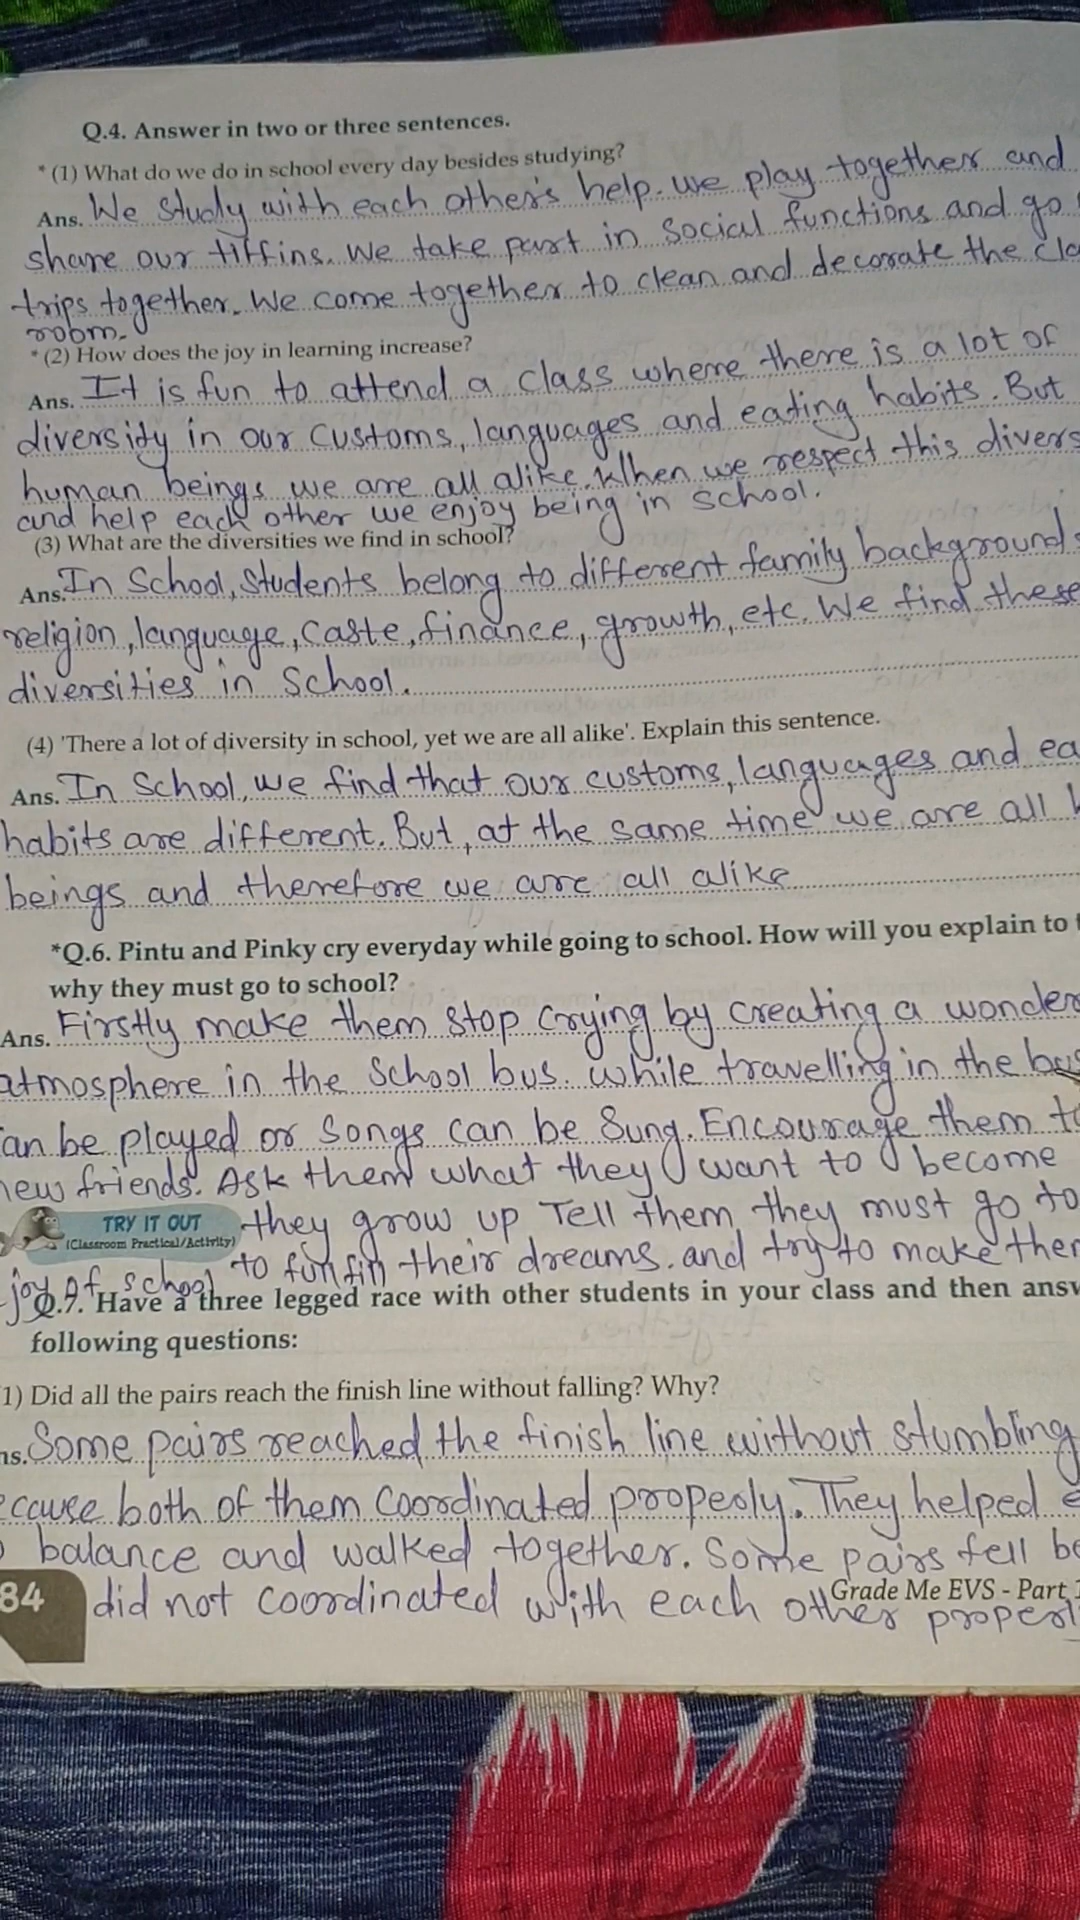 Q.4. Answer in two or three sentences.
* (1) What do we do in school every day besides studying?
Ans. We study with each other's help. we play together and
share our tiffins. We take part in social functions and go
trips together. We come together to clean and decorate the cla
room.
* (2) How does the joy in learning increase?
Ans. It is fun to attend a class where there is a lot of
diversity in our customs, languages and eating habits. But
human beings we are all alike. When we respect this divers
and help each other we enjoy being in school.
(3) What are the diversities we find in school?
Ans. In School, students belong to different family background
religion, language, caste, finance, growth, etc. We find these
diversities in School.
(4) 'There a lot of diversity in school, yet we are all alike'. Explain this sentence.
Ans. In School, we find that our customs, languages and ea
habits are different. But, at the same time we are all h
beings and therefore we are all alike
*Q.6. Pintu and Pinky cry everyday while going to school. How will you explain to t
why they must go to school?
Ans. Firstly make them stop crying by creating a wonder
atmosphere in the School bus. while travelling in the bus
an be played or songs can be Sung. Encourage them to
new friends. Ask them what they want to become
TRY IT OUT
(Classroom Practical/Activity)
they grow up Tell them they must go to
to fulfill their dreams. and try to make them
joy of school
Q.7. Have a three legged race with other students in your class and then answ
following questions:
1) Did all the pairs reach the finish line without falling? Why?
ns. Some pairs reached the finish line without stumbling
ecause both of them coordinated properly. They helped e
balance and walked together. Some pairs fell be
did not coordinated with each other properl
84
Grade Me EVS - Part